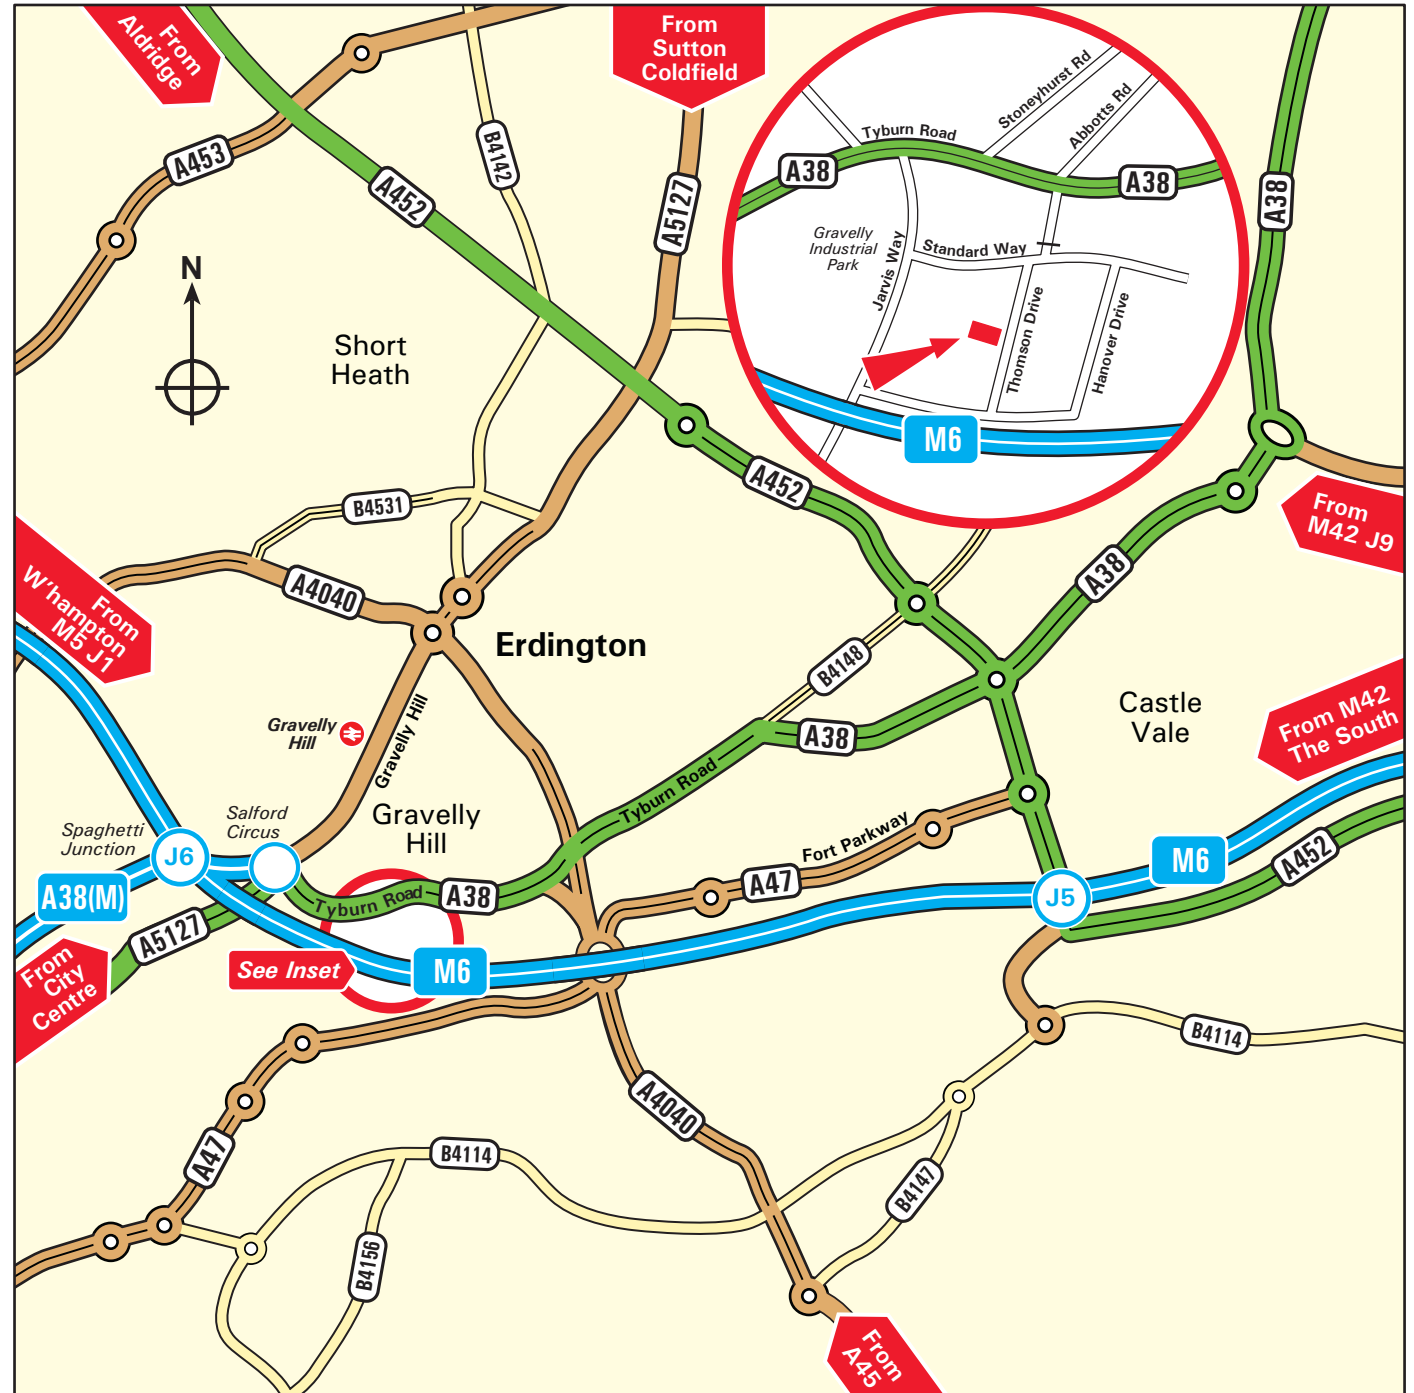 From
Aldridge
From
Sutton
Coldfield
Stoneyhurst Rd
Abbotts Rd
Tyburn Road
A38
A38
A38
A453
B4142
A452
A5127
Gravelly
Industrial
Park
Jarvis Way
Standard Way
Thomson Drive
Hanover Drive
M6
N
Short
Heath
A452
B4531
From
M42 J9
A4040
A38
From
W'hampton
M5 J1
Erdington
B4148
Castle
Vale
From M42
The South
Gravelly
Hill
Gravelly Hill
A38
Tyburn Road
Salford
Circus
Spaghetti
Junction
Gravelly
Hill
Fort Parkway
J6
M6
A452
A38(M)
Tyburn Road
A38
A47
J5
A5127
From
City
Centre
See Inset
M6
B4114
A4040
A47
B4114
B4147
B4156
From
A45